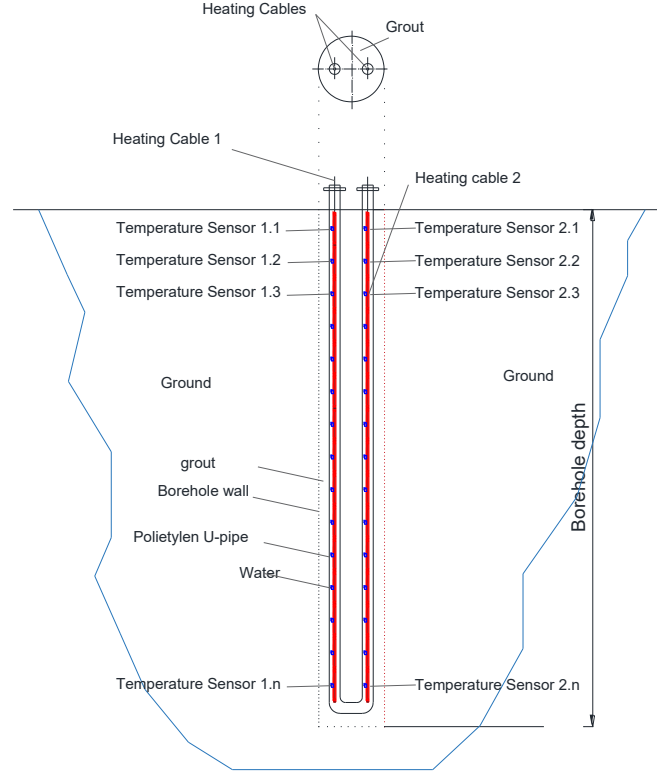 Heating Cables
Grout
Heating Cable 1
Heating cable 2
Temperature Sensor 1.1
Temperature Sensor 2.1
Temperature Sensor 1.2
Temperature Sensor 2.2
Temperature Sensor 1.3
Temperature Sensor 2.3
Ground
Ground
Borehole depth
grout
Borehole wall
Polietylen U-pipe
Water
Temperature Sensor 1.n
Temperature Sensor 2.n